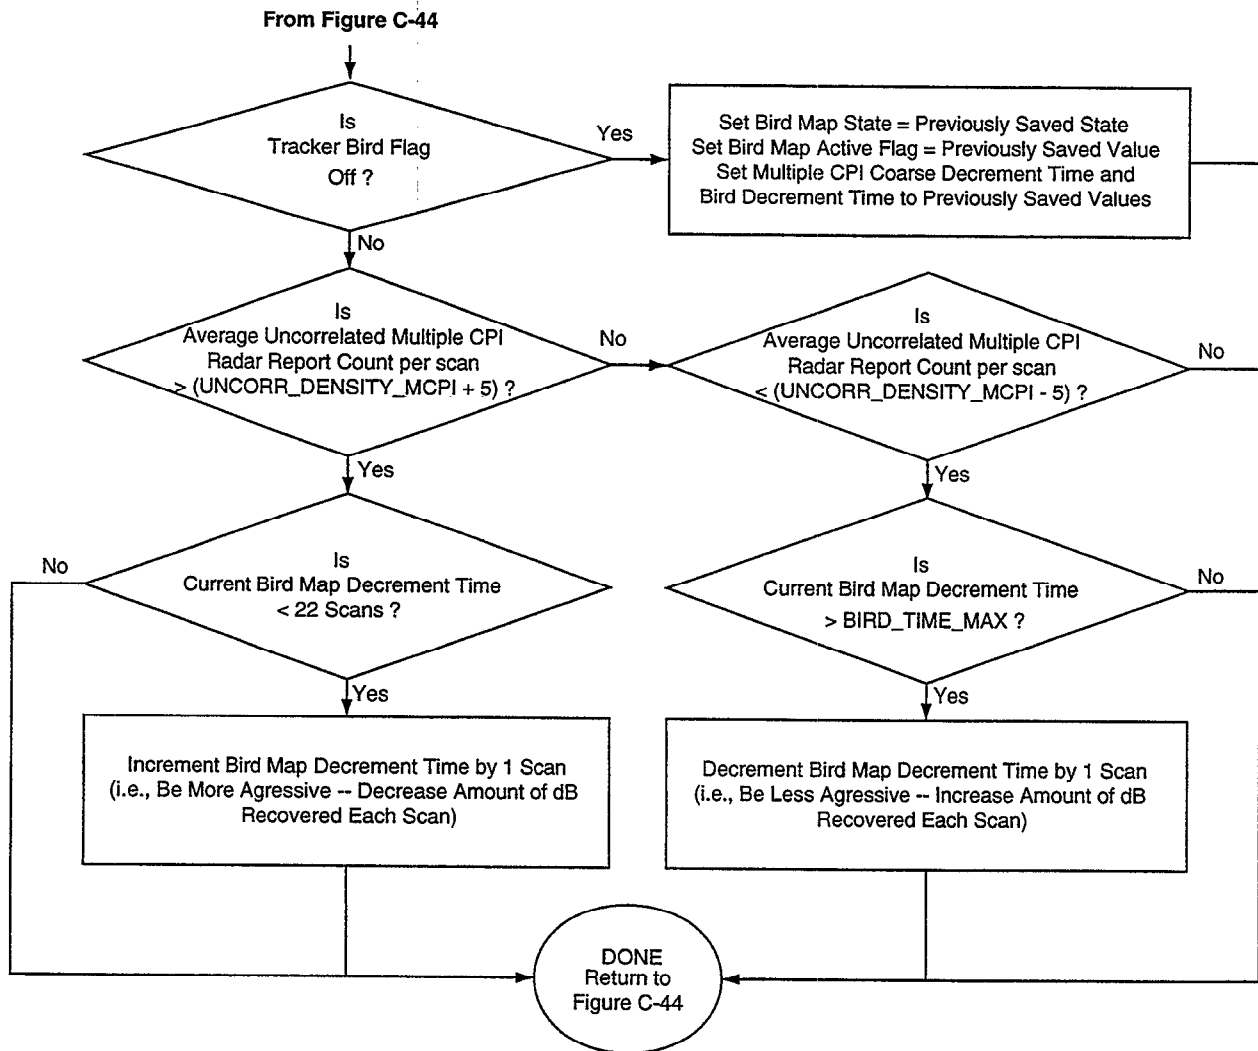 From Figure C-44
Is
Tracker Bird Flag
Off ?
Yes
Set Bird Map State = Previously Saved State
Set Bird Map Active Flag = Previously Saved Value
Set Multiple CPI Coarse Decrement Time and
Bird Decrement Time to Previously Saved Values
No
Is
Average Uncorrelated Multiple CPI
Radar Report Count per scan
> (UNCORR_DENSITY_MCPI + 5) ?
No
Is
Average Uncorrelated Multiple CPI
Radar Report Count per scan
< (UNCORR_DENSITY_MCPI - 5) ?
No
Yes
Yes
No
Is
Current Bird Map Decrement Time
< 22 Scans ?
Is
Current Bird Map Decrement Time
> BIRD_TIME_MAX ?
No
Yes
Yes
Increment Bird Map Decrement Time by 1 Scan
(i.e., Be More Agressive -- Decrease Amount of dB
Recovered Each Scan)
Decrement Bird Map Decrement Time by 1 Scan
(i.e., Be Less Agressive -- Increase Amount of dB
Recovered Each Scan)
DONE
Return to
Figure C-44